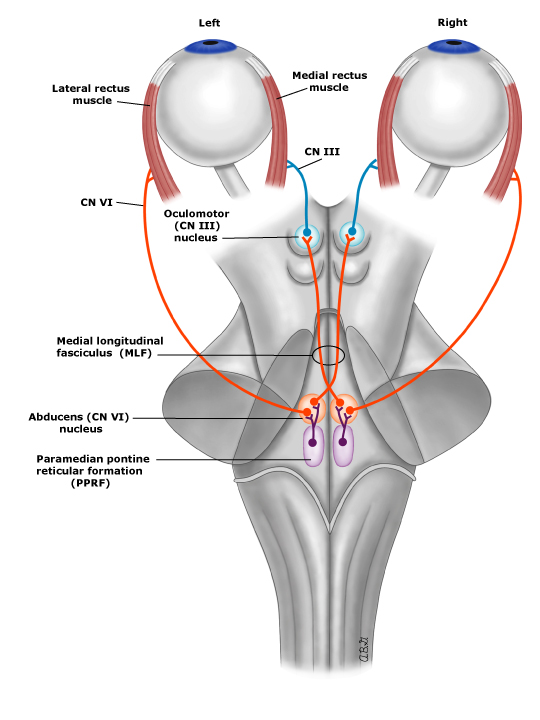 Left
Right
Lateral rectus
muscle
Medial rectus
muscle
CN III
CN VI
Oculomotor
(CN III)
nucleus
Medial longitudinal
fasciculus (MLF)
Abducens (CN VI)
nucleus
Paramedian pontine
reticular formation
(PPRF)